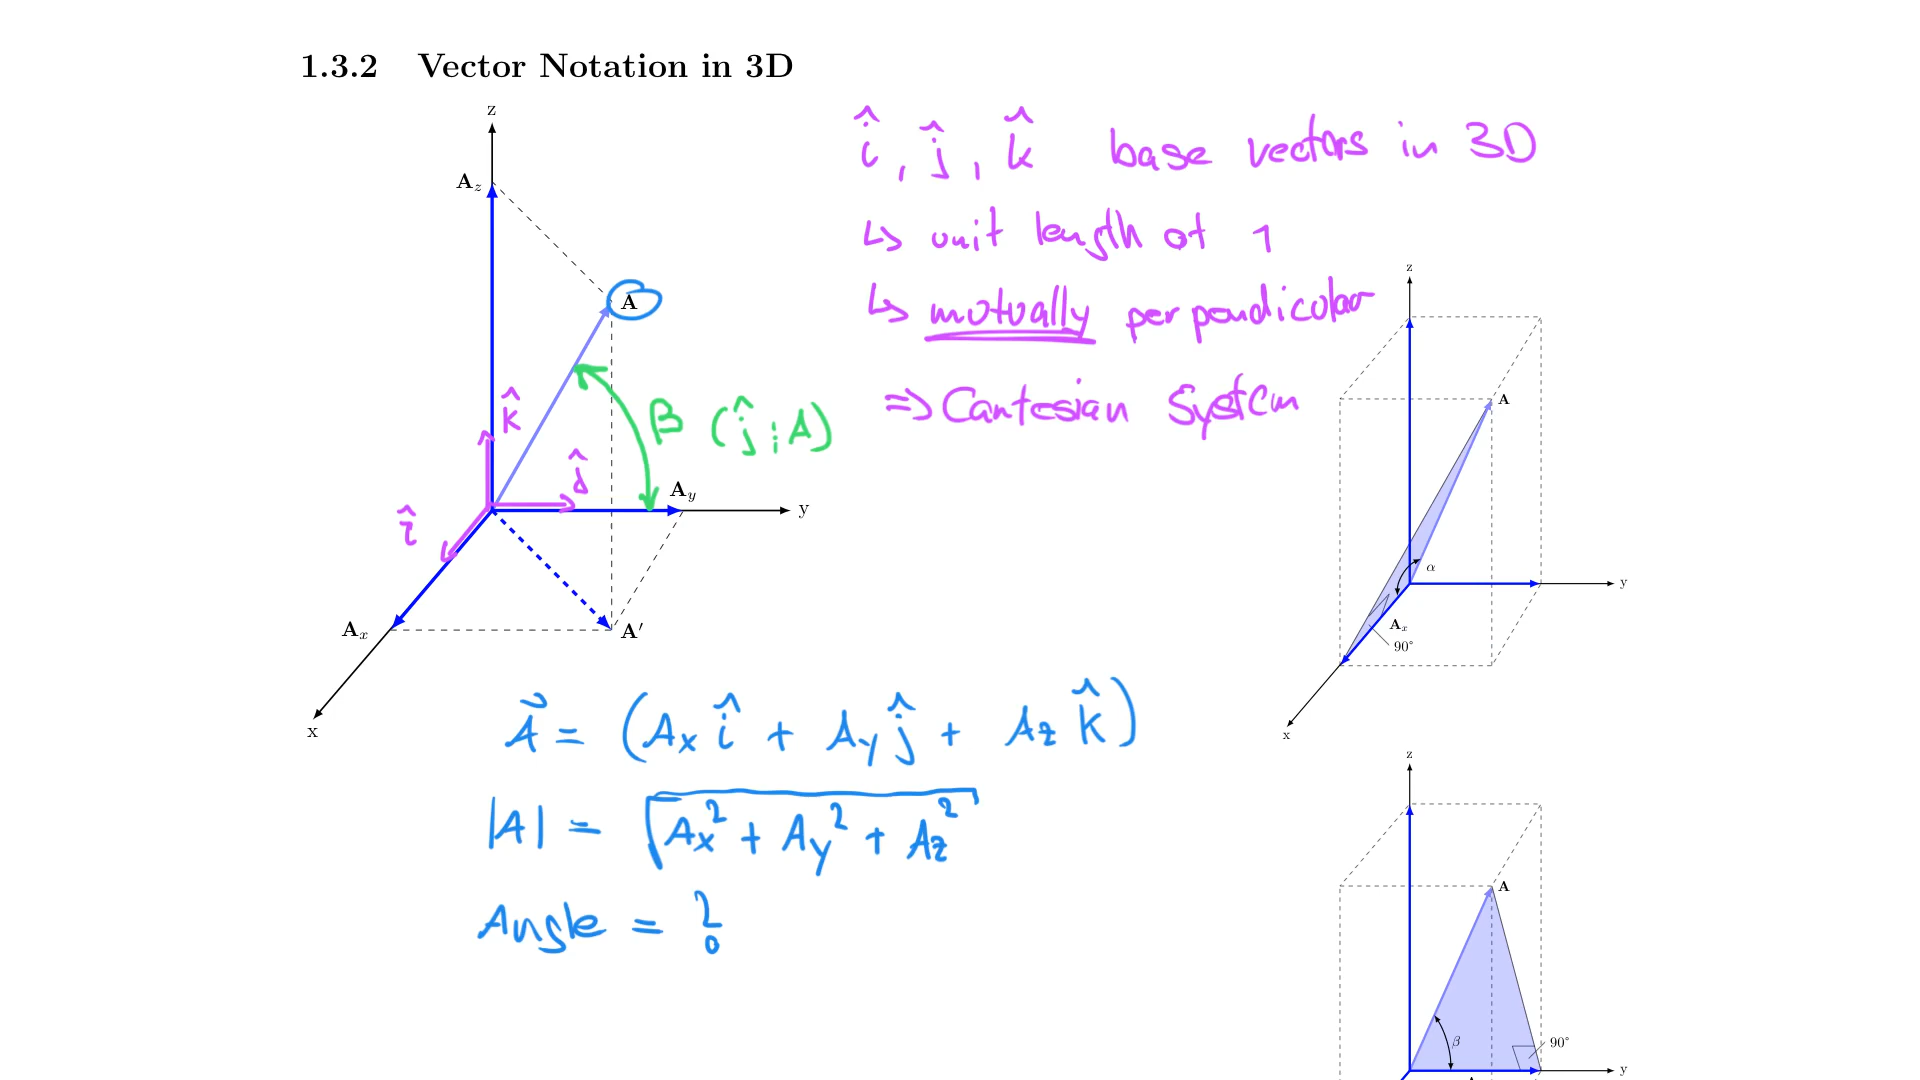 1.3.2 Vector Notation in 3D
z
A_z
A
k̂
β (ĵ; A)
ĵ
A_y
y
î
A_x
A′
x
î, ĵ, k̂ base vectors in 3D
↳ unit length of 1
↳ mutually perpendicular
⇒ Cartesian System
A⃗ = (A_x î + A_y ĵ + A_z k̂)
|A| = √(A_x² + A_y² + A_z²)
Angle = ?
z
A
α
y
A_x
90°
x
z
A
β
90°
y